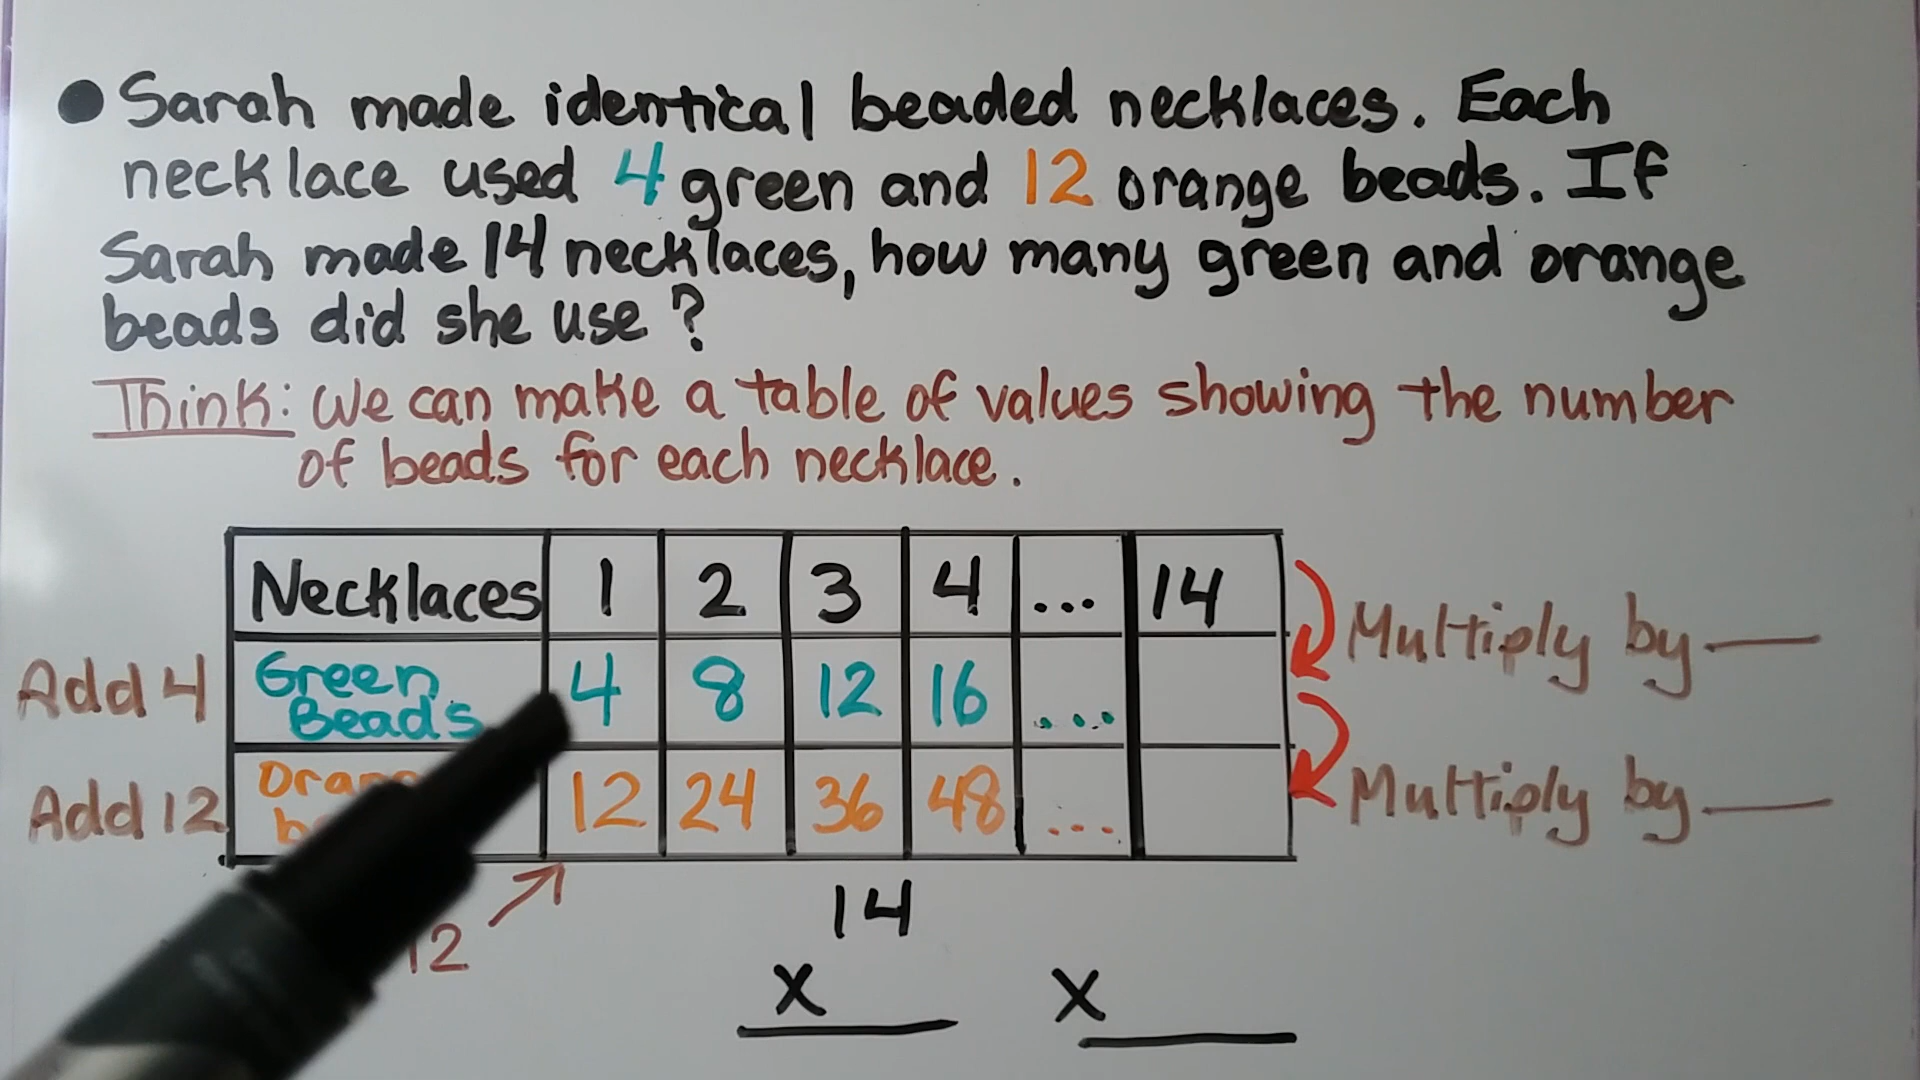 Sarah made identical beaded necklaces. Each
necklace used 4 green and 12 orange beads. If
Sarah made 14 necklaces, how many green and orange
beads did she use?
Think: We can make a table of values showing the number
of beads for each necklace.
Necklaces 1 2 3 4 ... 14
Multiply by
Add 4 Green Beads 4 8 12 16 ...
Add 12 12 24 36 48 ...
Multiply by
12
14
x x